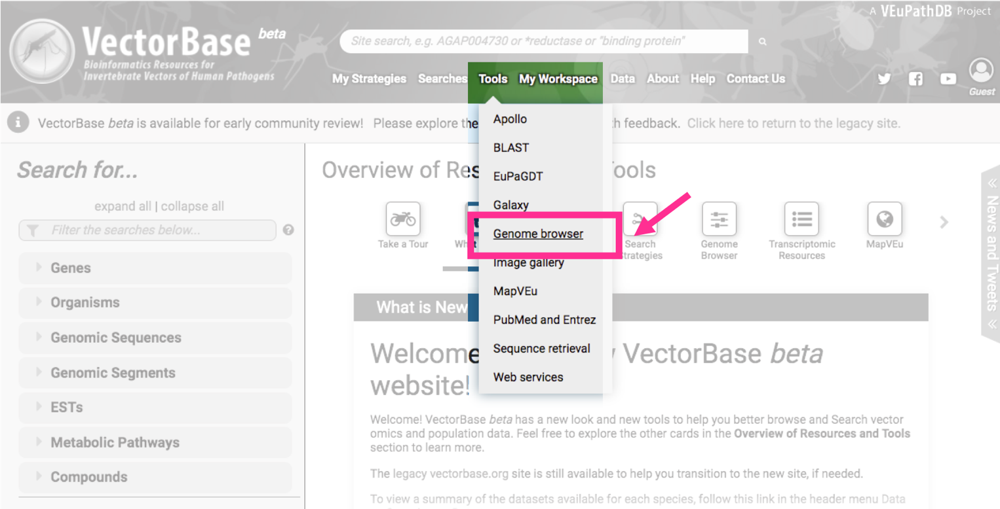 A VEuPathDB Project
VectorBase beta
Bioinformatics Resources for
Invertebrate Vectors of Human Pathogens
Site search, e.g. AGAP004730 or *reductase or "binding protein"
My Strategies Searches Tools My Workspace Data About Help Contact Us
Guest
VectorBase beta is available for early community review! Please explore the h feedback. Click here to return to the legacy site.
Apollo
BLAST
EuPaGDT
Galaxy
Genome browser
Image gallery
MapVEu
PubMed and Entrez
Sequence retrieval
Web services
Search for...
expand all | collapse all
Filter the searches below...
Genes
Organisms
Genomic Sequences
Genomic Segments
ESTs
Metabolic Pathways
Compounds
Overview of Res ools
Take a Tour
Search
Strategies
Genome
Browser
Transcriptomic
Resources
MapVEu
News and Tweets
What is New
Welcome VectorBase beta
website!
Welcome! VectorBase beta has a new look and new tools to help you better browse and Search vector
omics and population data. Feel free to explore the other cards in the Overview of Resources and Tools
section to learn more.
The legacy vectorbase.org site is still available to help you transition to the new site, if needed.
To view a summary of the datasets available for each species, follow this link in the header menu Data